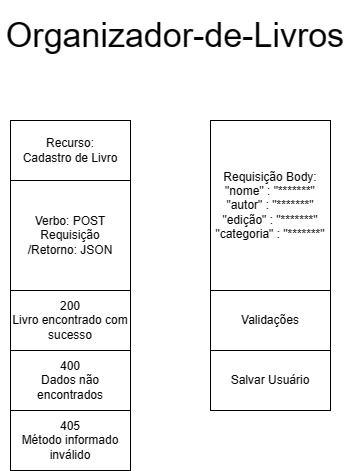 Organizador-de-Livros
Recurso:
Cadastro de Livro
Verbo: POST
Requisição
/Retorno: JSON
200
Livro encontrado com
sucesso
400
Dados não
encontrados
405
Método informado
inválido
Requisição Body:
"nome" : "*******"
"autor" : "*******"
"edição" : "*******"
"categoria" : "*******"
Validações
Salvar Usuário